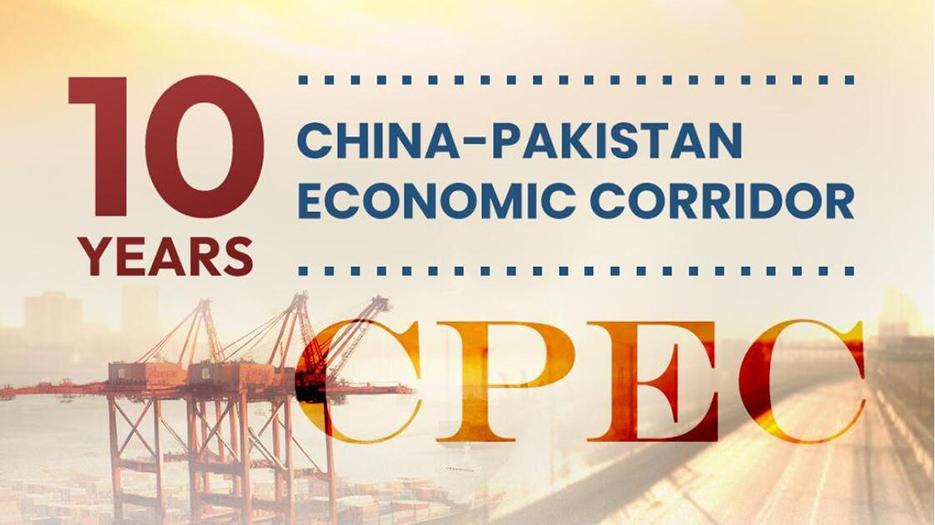 10
YEARS
CHINA-PAKISTAN
ECONOMIC CORRIDOR
CPEC